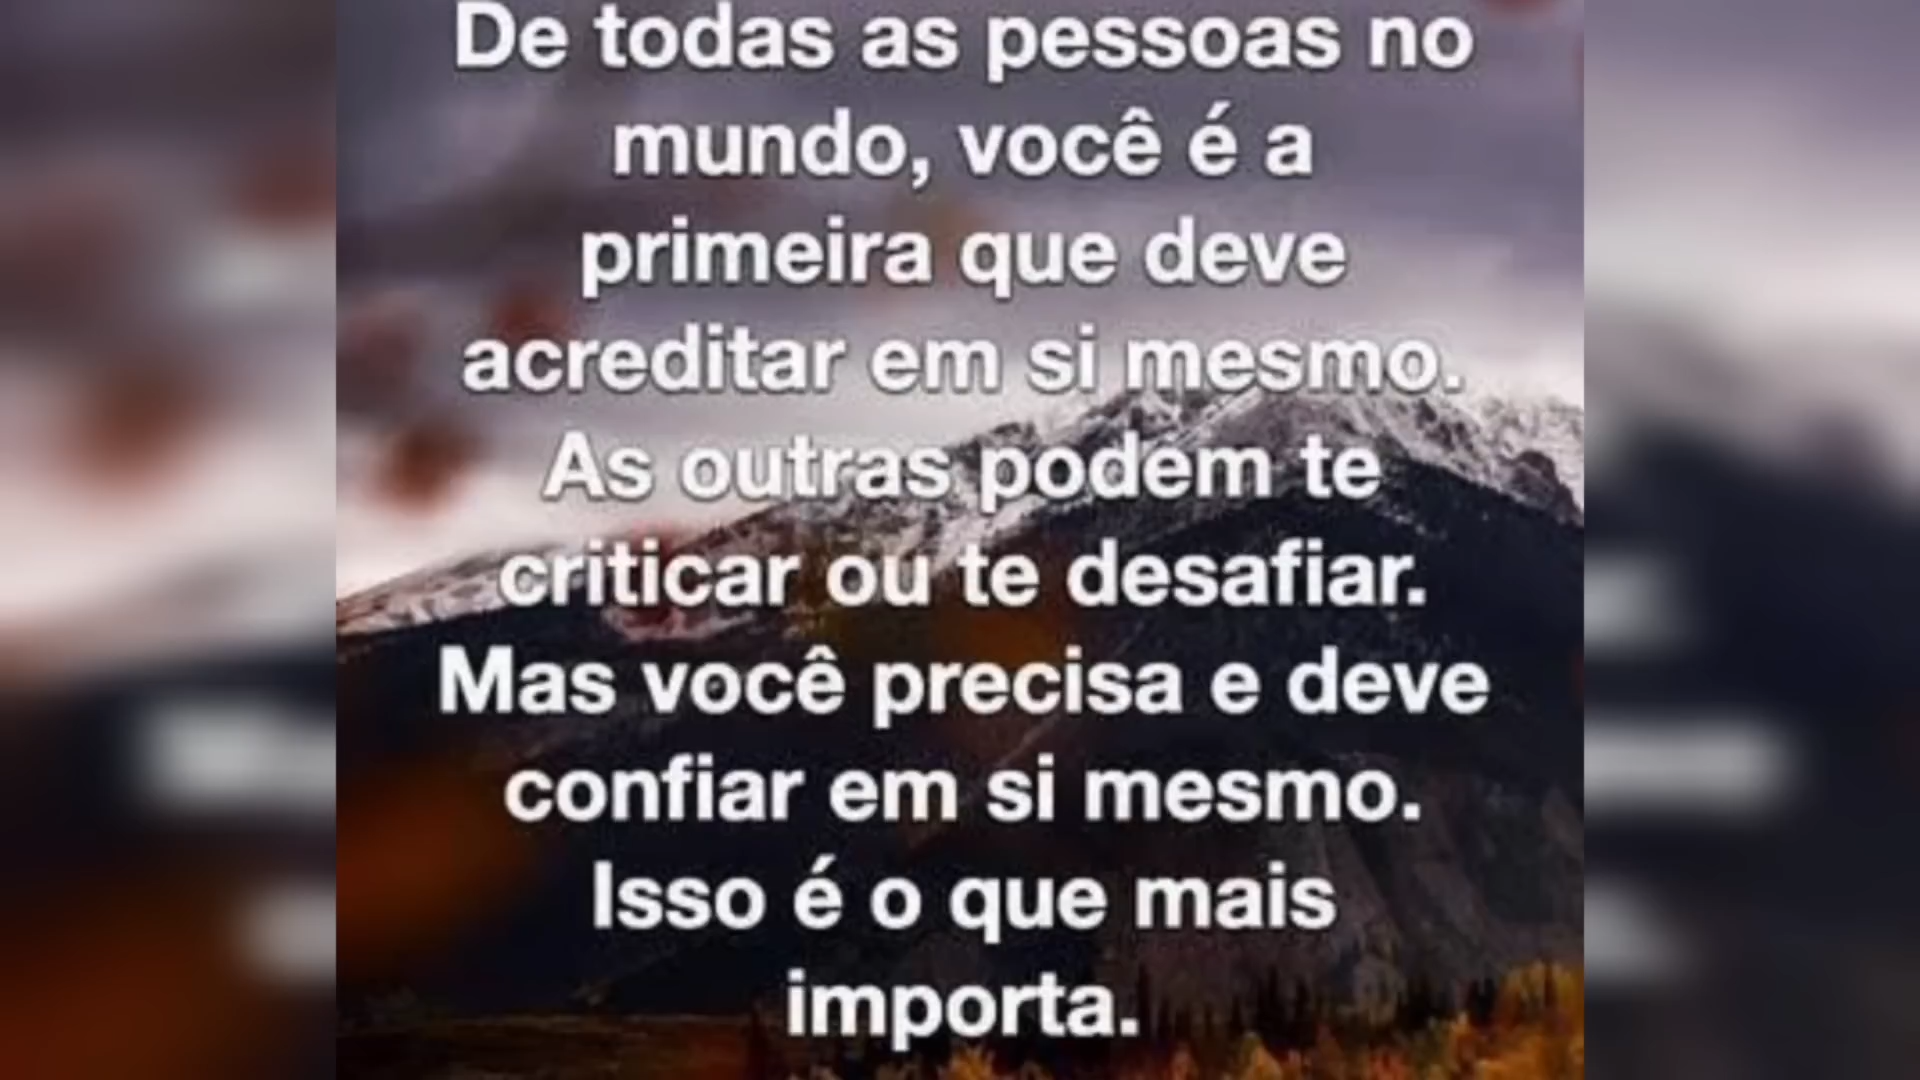 De todas as pessoas no
mundo, você é a
primeira que deve
acreditar em si mesmo.
As outras podem te
criticar ou te desafiar.
Mas você precisa e deve
confiar em si mesmo.
Isso é o que mais
importa.